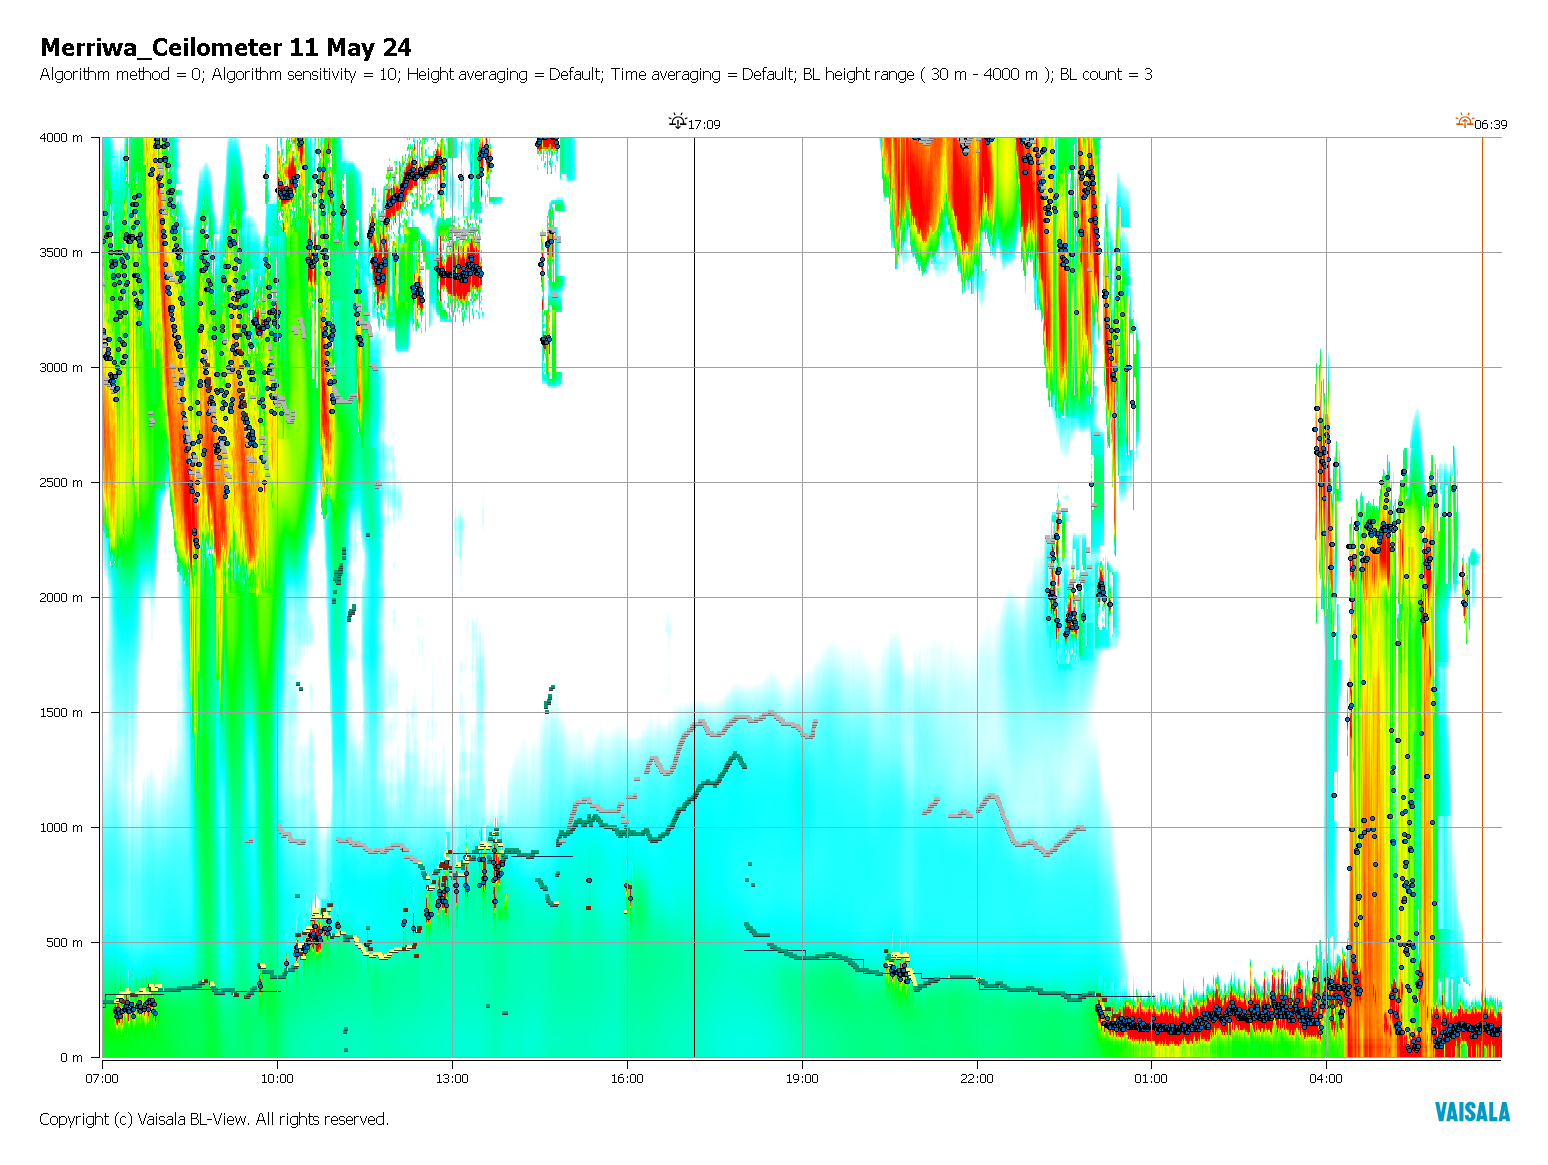 Merriwa_Ceilometer 11 May 24
Algorithm method = 0; Algorithm sensitivity = 10; Height averaging = Default; Time averaging = Default; BL height range ( 30 m - 4000 m ); BL count = 3
17:09
06:39
4000 m
3500 m
3000 m
2500 m
2000 m
1500 m
1000 m
500 m
0 m
07:00
10:00
13:00
16:00
19:00
22:00
01:00
04:00
Copyright (c) Vaisala BL-View. All rights reserved.
VAISALA